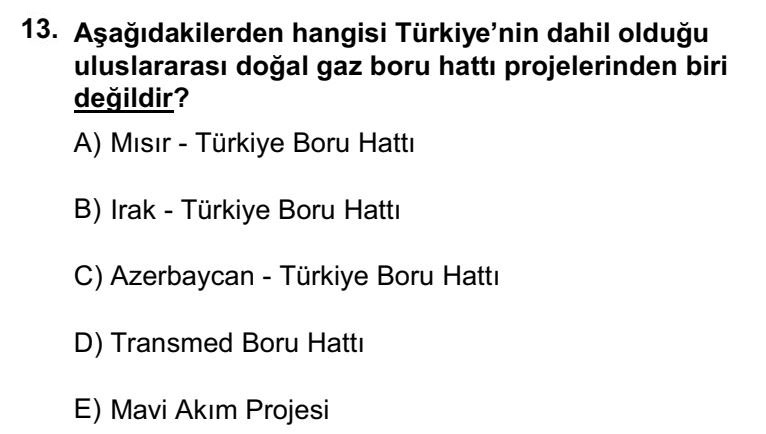 13. Aşağıdakilerden hangisi Türkiye’nin dahil olduğu
uluslararası doğal gaz boru hattı projelerinden biri
değildir?
A) Mısır - Türkiye Boru Hattı
B) Irak - Türkiye Boru Hattı
C) Azerbaycan - Türkiye Boru Hattı
D) Transmed Boru Hattı
E) Mavi Akım Projesi